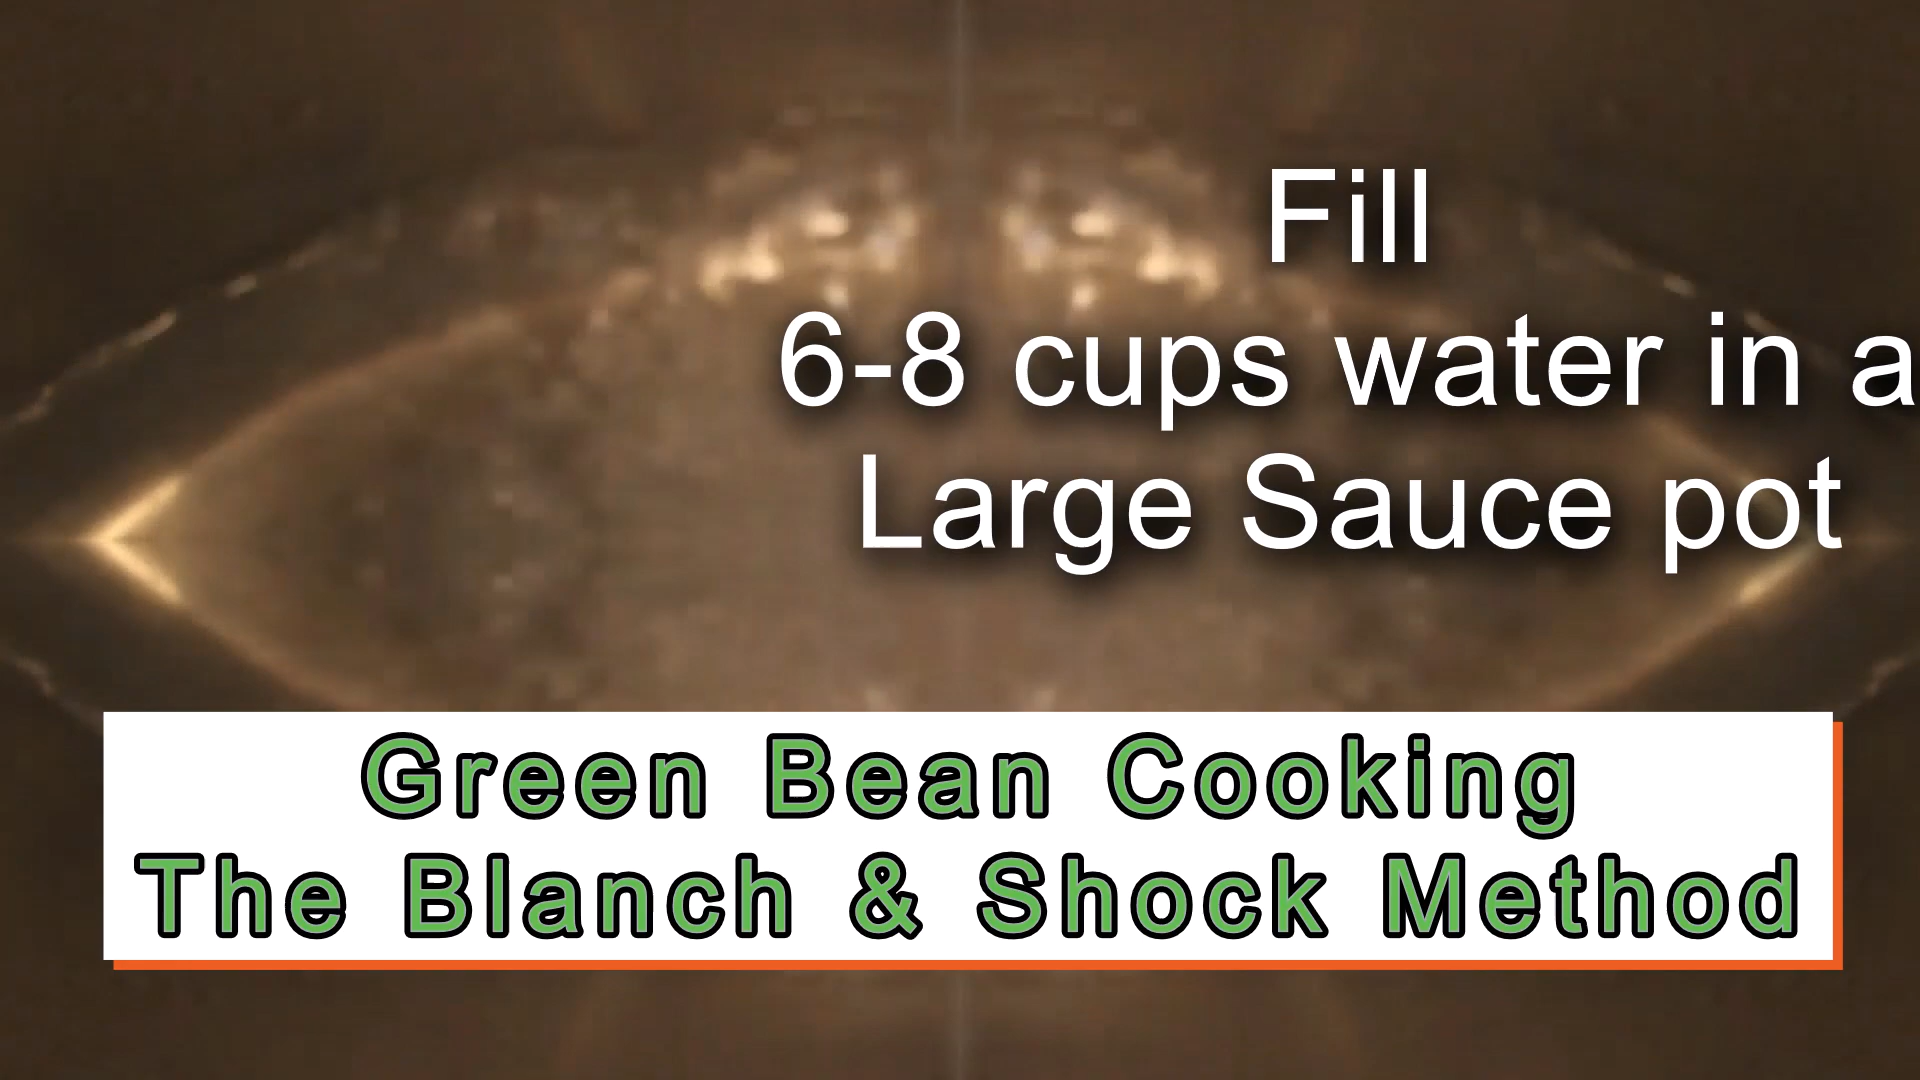 Fill
6-8 cups water in a
Large Sauce pot
Green Bean Cooking
The Blanch & Shock Method